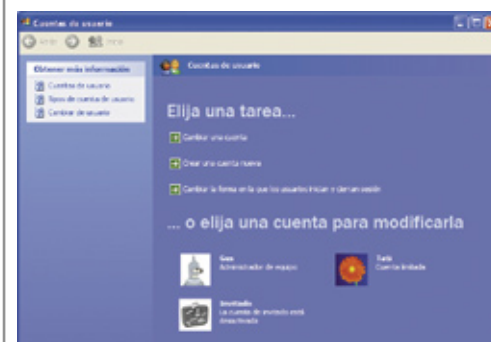 Cuentas de usuario
Obtener más información
Cuentas de usuario
Tipos de cuenta de usuario
Cambiar de usuario
Cuentas de usuario
Elija una tarea...
Cambiar una cuenta
Crear una cuenta nueva
Cambiar la forma en la que los usuarios inician y cierran sesión
... o elija una cuenta para modificarla
Administrador de equipo
Cuenta limitada
Invitado
La cuenta de invitado está
desactivada